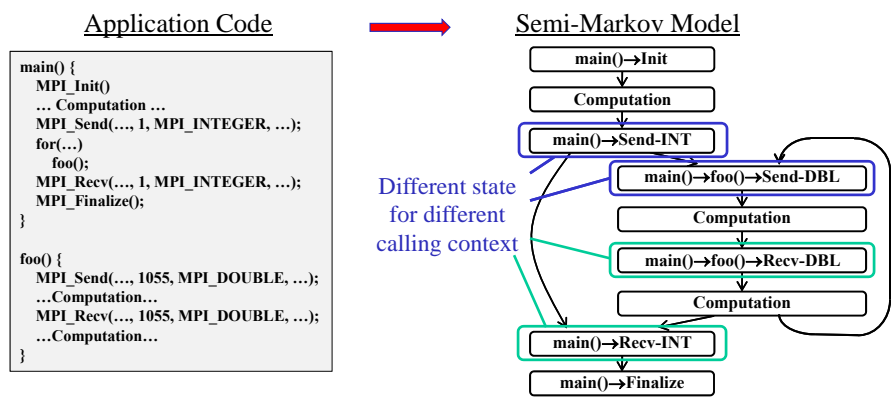 Application Code
main() {
MPI_Init()
… Computation …
MPI_Send(…, 1, MPI_INTEGER, …);
for(…)
foo();
MPI_Recv(…, 1, MPI_INTEGER, …);
MPI_Finalize();
}
foo() {
MPI_Send(…, 1055, MPI_DOUBLE, …);
…Computation…
MPI_Recv(…, 1055, MPI_DOUBLE, …);
…Computation…
}
Semi-Markov Model
main()→Init
Computation
main()→Send-INT
main()→foo()→Send-DBL
Computation
main()→foo()→Recv-DBL
Computation
main()→Recv-INT
main()→Finalize
Different state
for different
calling context